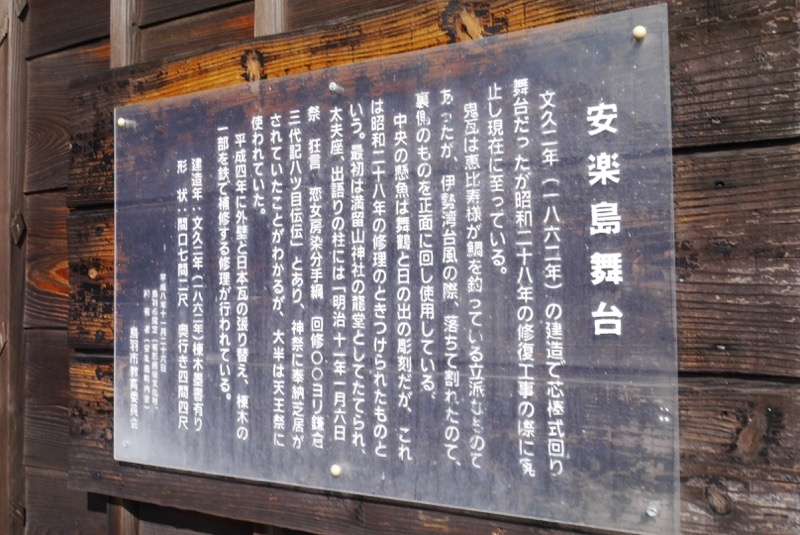 安楽島舞台
文久二年（一八六二年）の建造で芯棒式回り
舞台だったが昭和二十八年の修復工事の際に廃
止し現在に至っている。
鬼瓦は恵比寿様が鯛を釣っている立派なもので
あったが、伊勢湾台風の際、落ちて割れたので、
裏側のものを正面に回し使用している。
中央の懸魚は舞鶴と日の出の彫刻だが、これ
は昭和二十八年の修理のときつけられたものと
いう。最初は満留山神社の籠堂としてたてられ、
太夫座、出語りの柱には「明治十一年一月六日
祭 狂言 恋女房染分手綱 回修〇〇ヨリ鎌倉
三代記八ツ目伝伝」とあり、神祭に奉納芝居が
されていたことがわかるが、大半は天王祭に
使われていた。
平成四年に外壁と日本瓦の張り替え、棟木の
一部を鉄で補修する修理が行われている。
建造年：文久二年（一八六二年）棟木墨書有り
形 状：間口七間二尺 奥行き四間四尺
平成八年十一月二十六日
鳥羽市教育委員会